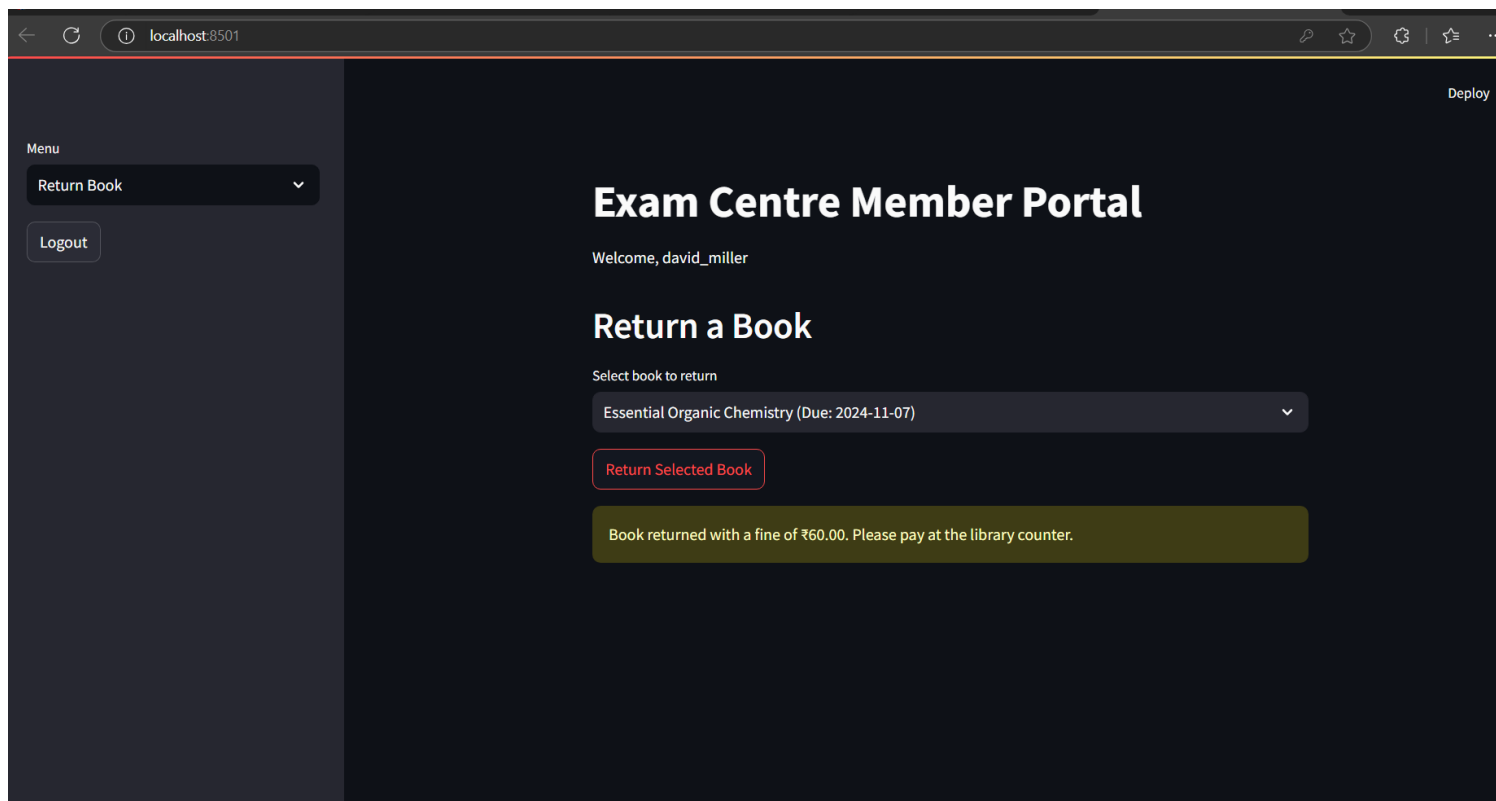 localhost:8501
Deploy
Menu
Return Book
Logout
Exam Centre Member Portal
Welcome, david_miller
Return a Book
Select book to return
Essential Organic Chemistry (Due: 2024-11-07)
Return Selected Book
Book returned with a fine of ₹60.00. Please pay at the library counter.